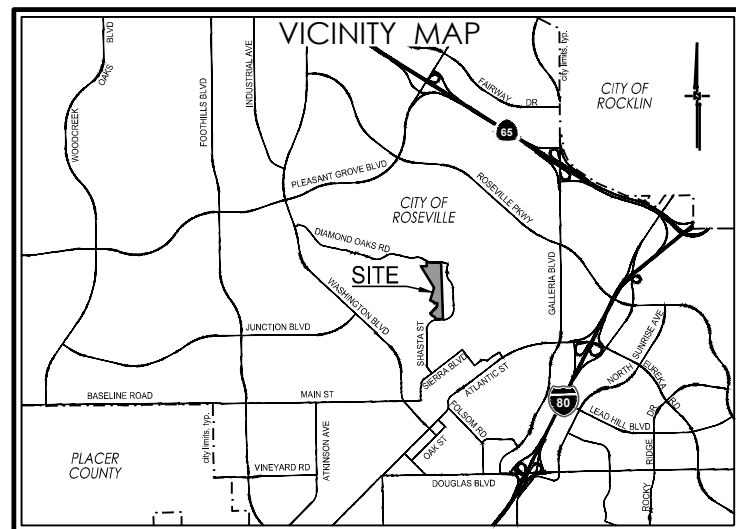 VICINITY MAP
WOODCREEK
OAKS
BLVD
FOOTHILLS BLVD
INDUSTRIAL AVE
FAIRWAY
DR
city limits, typ.
CITY OF
ROCKLIN
65
PLEASANT GROVE BLVD
ROSEVILLE PKWY
CITY OF
ROSEVILLE
DIAMOND OAKS RD
SITE
WASHINGTON BLVD
GALLERIA BLVD
JUNCTION BLVD
SHASTA ST
SIERRA BLVD
ATLANTIC ST
NORTH SUNRISE AVE
EUREKA RD
BASELINE ROAD
MAIN ST
80
LEAD HILL BLVD
FOLSOM RD
OAK ST
city limits, typ.
ATKINSON AVE
PLACER
COUNTY
VINEYARD RD
DOUGLAS BLVD
ROCKY RIDGE DR